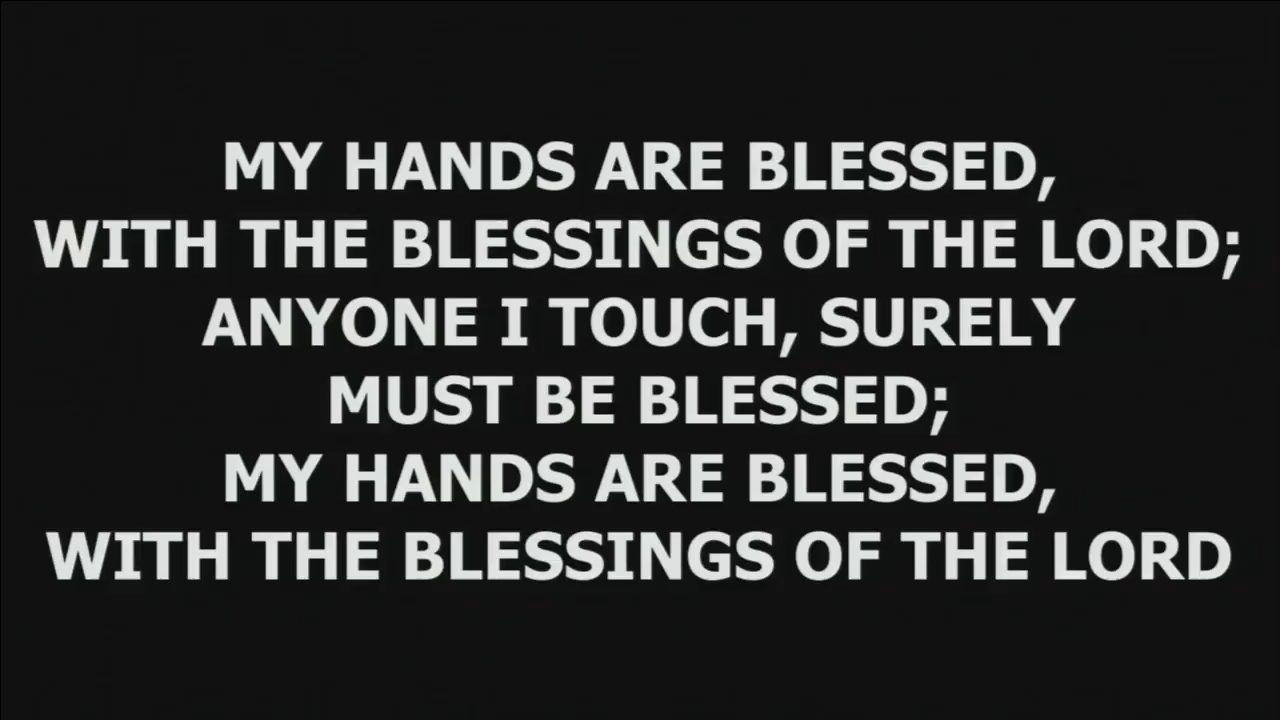 MY HANDS ARE BLESSED,
WITH THE BLESSINGS OF THE LORD;
ANYONE I TOUCH, SURELY
MUST BE BLESSED;
MY HANDS ARE BLESSED,
WITH THE BLESSINGS OF THE LORD